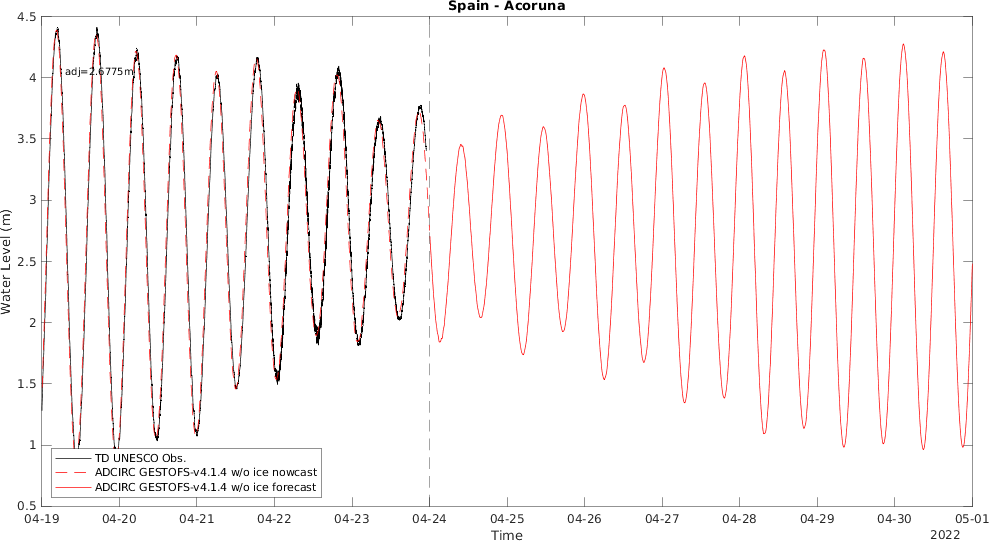 Spain - Acoruna
4.5
4
3.5
3
2.5
2
1.5
1
0.5
Water Level (m)
adj=2.6775m
TD UNESCO Obs.
ADCIRC GESTOFS-v4.1.4 w/o ice nowcast
ADCIRC GESTOFS-v4.1.4 w/o ice forecast
04-19 04-20 04-21 04-22 04-23 04-24 04-25 04-26 04-27 04-28 04-29 04-30 05-01
Time
2022